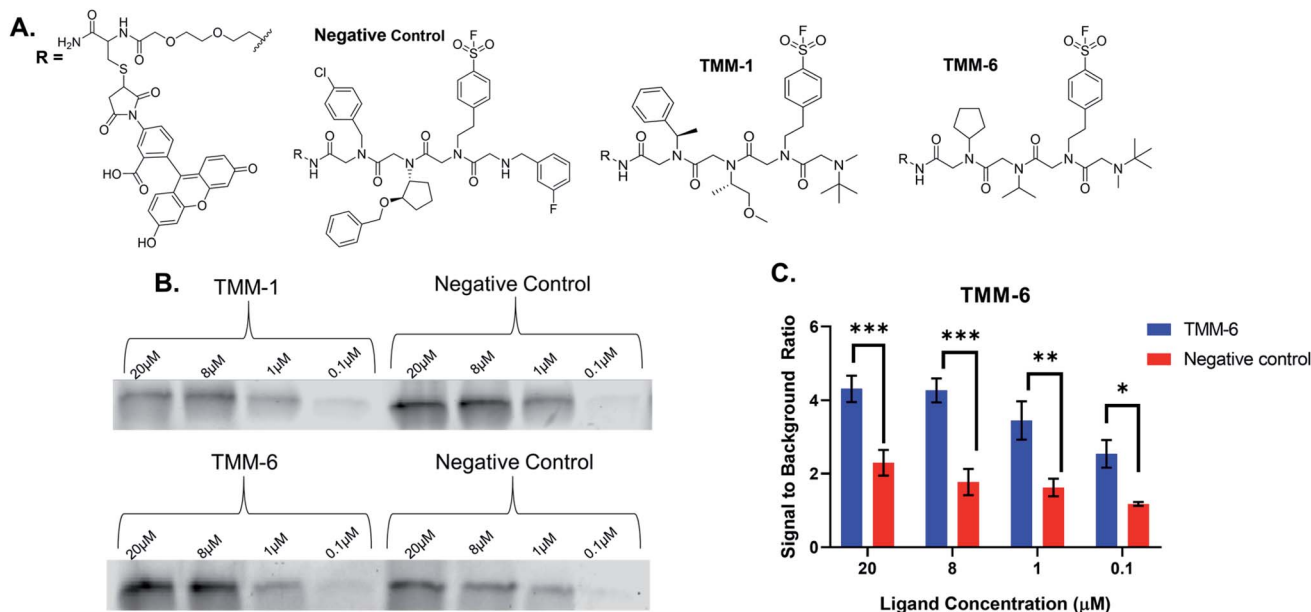 A.
R =
H₂N
O
H
N
O
O
O
S
O
N
O
HO
O
O
O
HO
Negative Control
F
O
S
O
Cl
R
HN
O
N
O
N
O
N
O
H
N
O
F
TMM-1
F
O
S
O
R
HN
O
N
O
N
O
N
O
N
O
TMM-6
F
O
S
O
R
N
H
O
N
O
N
O
N
O
N
B.
TMM-1
Negative Control
20µM 8µM 1µM 0.1µM 20µM 8µM 1µM 0.1µM
TMM-6
Negative Control
20µM 8µM 1µM 0.1µM 20µM 8µM 1µM 0.1µM
C.
TMM-6
TMM-6
Negative control
Signal to Background Ratio
6
4
2
0
*** *** ** *
20 8 1 0.1
Ligand Concentration (µM)